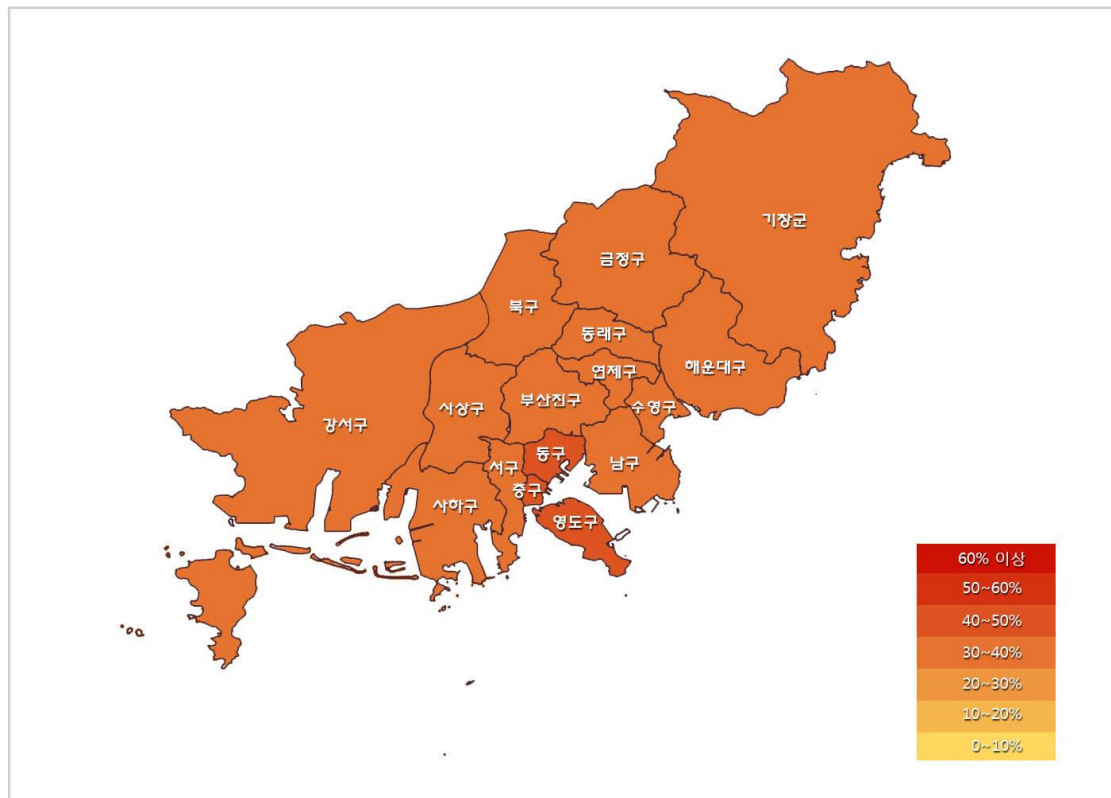 기장군
금정구
북구
동래구
해운대구
연제구
부산진구
수영구
사상구
강서구
동구
남구
서구
중구
사하구
영도구
60% 이상
50~60%
40~50%
30~40%
20~30%
10~20%
0~10%